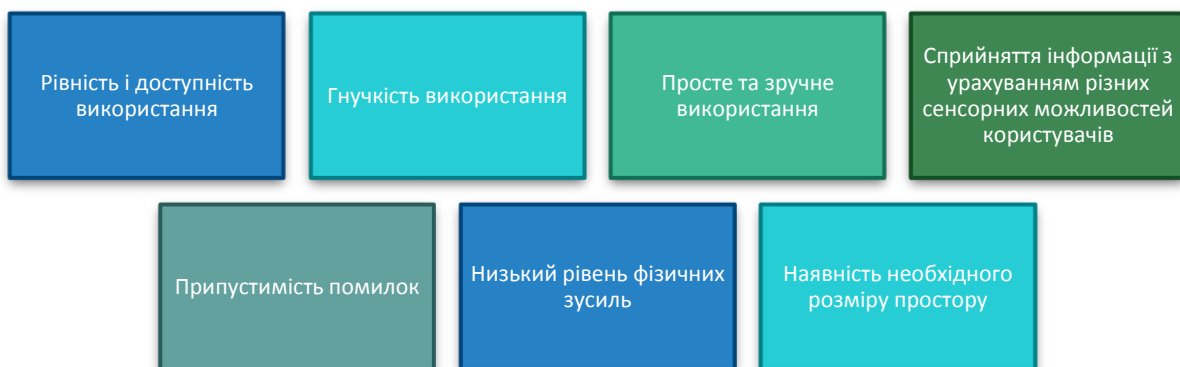 Рівність і доступність
використання
Гнучкість використання
Просте та зручне
використання
Сприйняття інформації з
урахуванням різних
сенсорних можливостей
користувачів
Припустимість помилок
Низький рівень фізичних
зусиль
Наявність необхідного
розміру простору